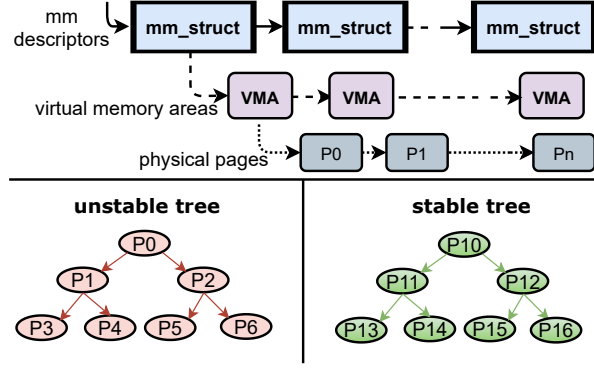 mm
descriptors
mm_struct
mm_struct
mm_struct
virtual memory areas
VMA
VMA
VMA
physical pages
P0
P1
Pn
unstable tree
P0
P1
P2
P3
P4
P5
P6
stable tree
P10
P11
P12
P13
P14
P15
P16